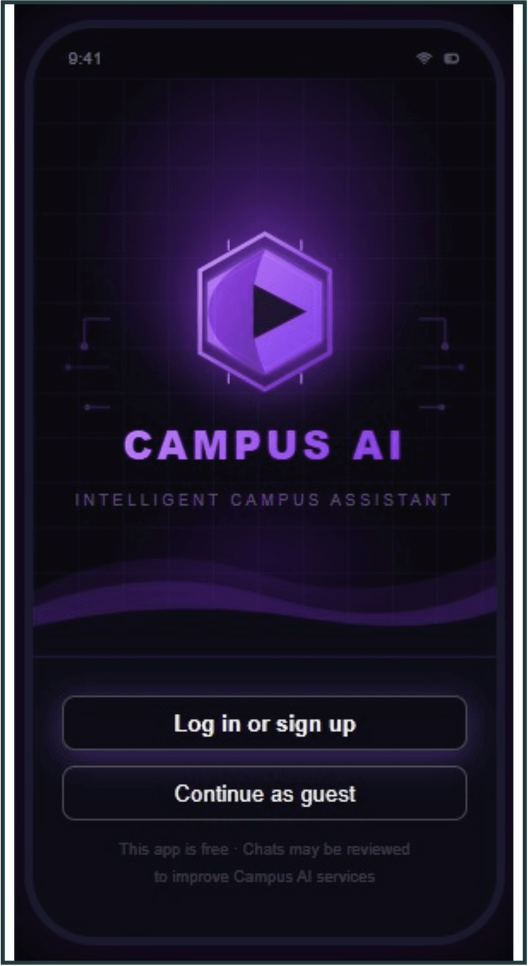 9:41
CAMPUS AI
INTELLIGENT CAMPUS ASSISTANT
Log in or sign up
Continue as guest
This app is free · Chats may be reviewed
to improve Campus AI services